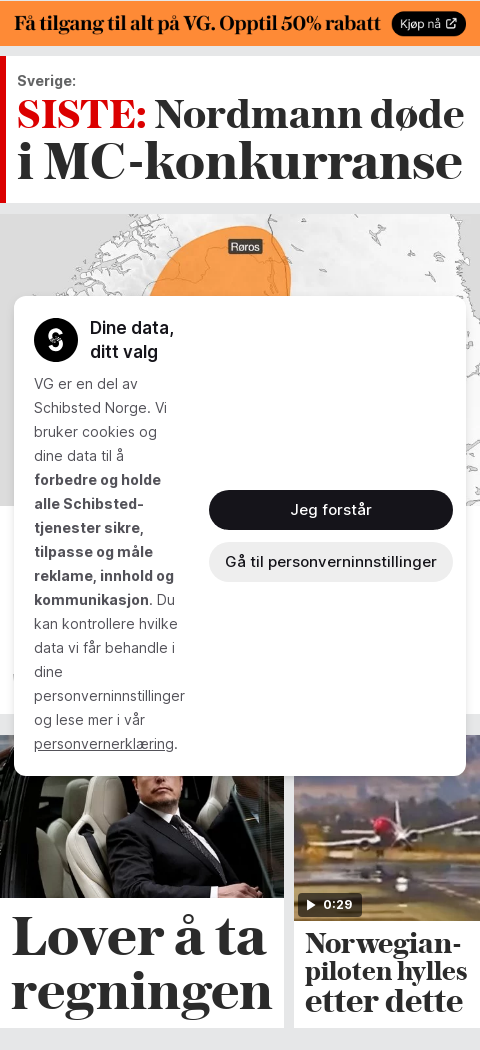 Få tilgang til alt på VG. Opptil 50% rabatt
Kjøp nå
Sverige:
SISTE: Nordmann døde
i MC-konkurranse
Røros
Dine data,
ditt valg
VG er en del av
Schibsted Norge. Vi
bruker cookies og
dine data til å
forbedre og holde
alle Schibsted-
tjenester sikre,
tilpasse og måle
reklame, innhold og
kommunikasjon. Du
kan kontrollere hvilke
data vi får behandle i
dine
personverninnstillinger
og lese mer i vår
personvernerklæring.
Jeg forstår
Gå til personverninnstillinger
0:29
Lover å ta
regningen
Norwegian-
piloten hylles
etter dette